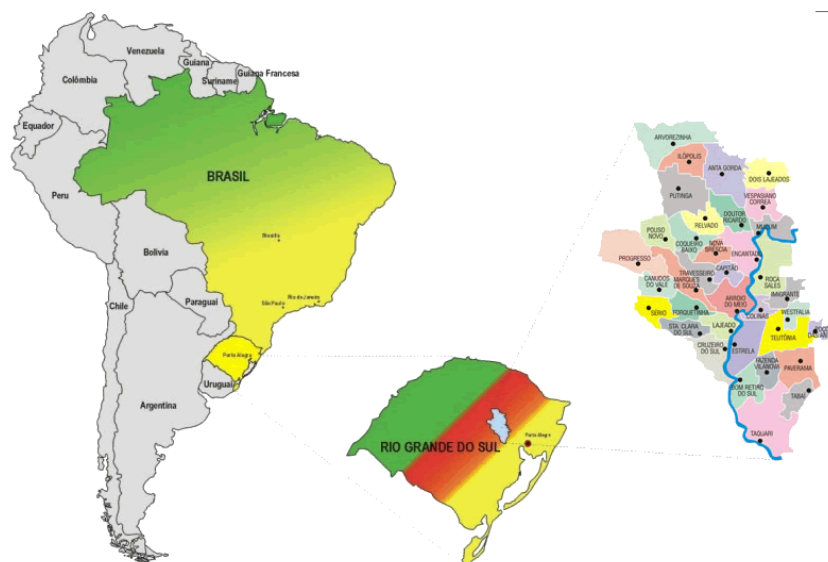 Venezuela
Guiana
Suriname
Guiana Francesa
Colômbia
Equador
Peru
BRASIL
Brasília
Bolivia
Paraguai
Chile
São Paulo
Rio de Janeiro
Porto Alegre
Uruguai
Argentina
RIO GRANDE DO SUL
Porto Alegre
ARVOREZINHA
ILÓPOLIS
ANTA GORDA
DOIS LAJEADOS
PUTINGA
VESPASIANO
CORREA
DOUTOR
RICARDO
RELVADO
MUÇUM
POUSO
NOVO
COQUEIRO
BAIXO
NOVA
BRESCIA
ENCANTADO
PROGRESSO
CAPITÃO
TRAVESSEIRO
ROCA
SALES
CANUDOS
DO VALE
MARQUES
DE SOUZA
IMIGRANTE
ARROIO
DO MEIO
COLINAS
WESTFALIA
SÉRIO
FORQUETINHA
STA. CLARA
DO SUL
LAJEADO
TEUTÔNIA
CRUZEIRO
DO SUL
ESTRELA
FAZENDA
VILANOVA
PAVERAMA
BOM RETIRO
DO SUL
TABAÍ
TAQUARI